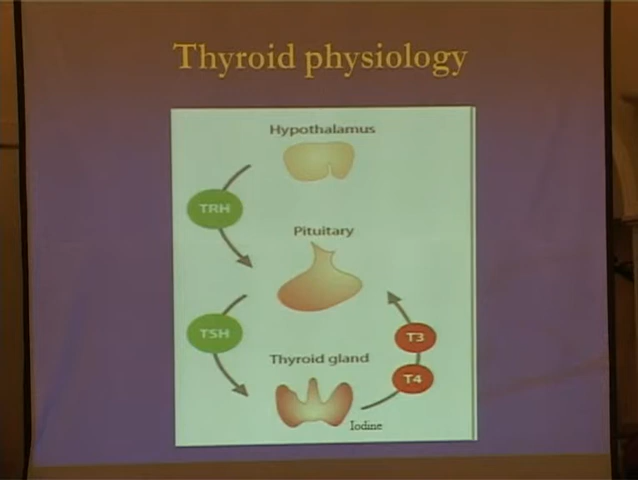 Thyroid physiology
Hypothalamus
TRH
Pituitary
TSH
T3
Thyroid gland
T4
Iodine